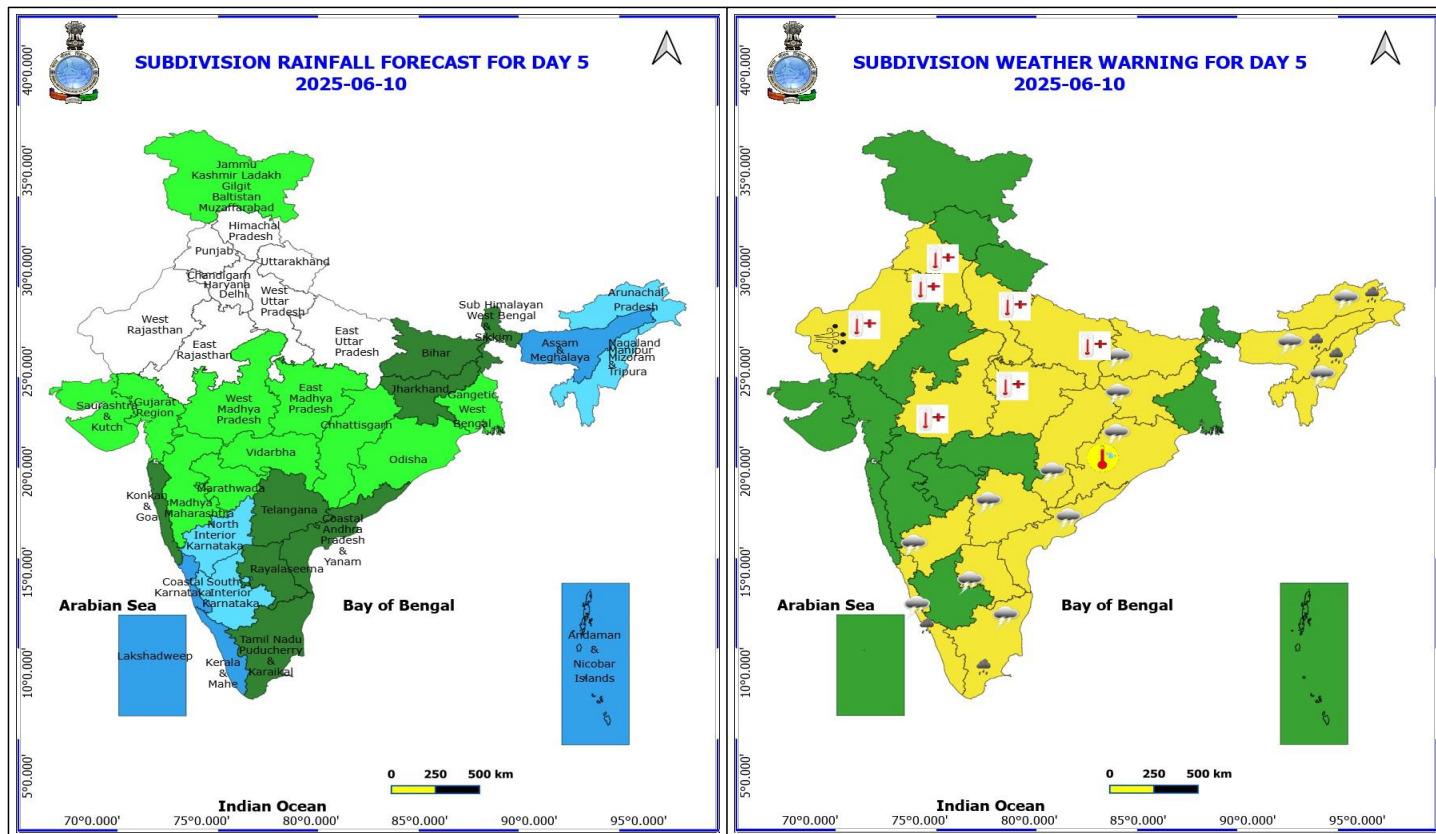 SUBDIVISION RAINFALL FORECAST FOR DAY 5
2025-06-10
40°0.000'
35°0.000'
30°0.000'
25°0.000'
20°0.000'
15°0.000'
10°0.000'
5°0.000'
Jammu
Kashmir Ladakh
Gilgit
Baltistan
Muzaffarabad
Himachal
Pradesh
Punjab
Uttarakhand
Chandigarh
Haryana
Delhi
West
Uttar
Pradesh
West
Rajasthan
East
Rajasthan
East
Uttar
Pradesh
Sub Himalayan
West Bengal
&
Sikkim
Arunachal
Pradesh
Assam
&
Meghalaya
Nagaland
Manipur
Mizoram
&
Tripura
Bihar
Jharkhand
Gangetic
West
Bengal
Saurashtra
&
Kutch
Gujarat
Region
West
Madhya
Pradesh
East
Madhya
Pradesh
Chhattisgarh
Vidarbha
Odisha
Konkan
&
Goa
Madhya
Maharashtra
Marathwada
Telangana
North
Interior
Karnataka
Coastal
Andhra
Pradesh
&
Yanam
Rayalaseema
Coastal
Karnataka
South
Interior
Karnataka
Arabian Sea
Bay of Bengal
Lakshadweep
Kerala
&
Mahe
Tamil Nadu
Puducherry
&
Karaikal
Andaman
&
Nicobar
Islands
0 250 500 km
Indian Ocean
70°0.000' 75°0.000' 80°0.000' 85°0.000' 90°0.000' 95°0.000'
SUBDIVISION WEATHER WARNING FOR DAY 5
2025-06-10
40°0.000'
35°0.000'
30°0.000'
25°0.000'
20°0.000'
15°0.000'
10°0.000'
5°0.000'
Arabian Sea
Bay of Bengal
0 250 500 km
Indian Ocean
70°0.000' 75°0.000' 80°0.000' 85°0.000' 90°0.000' 95°0.000'